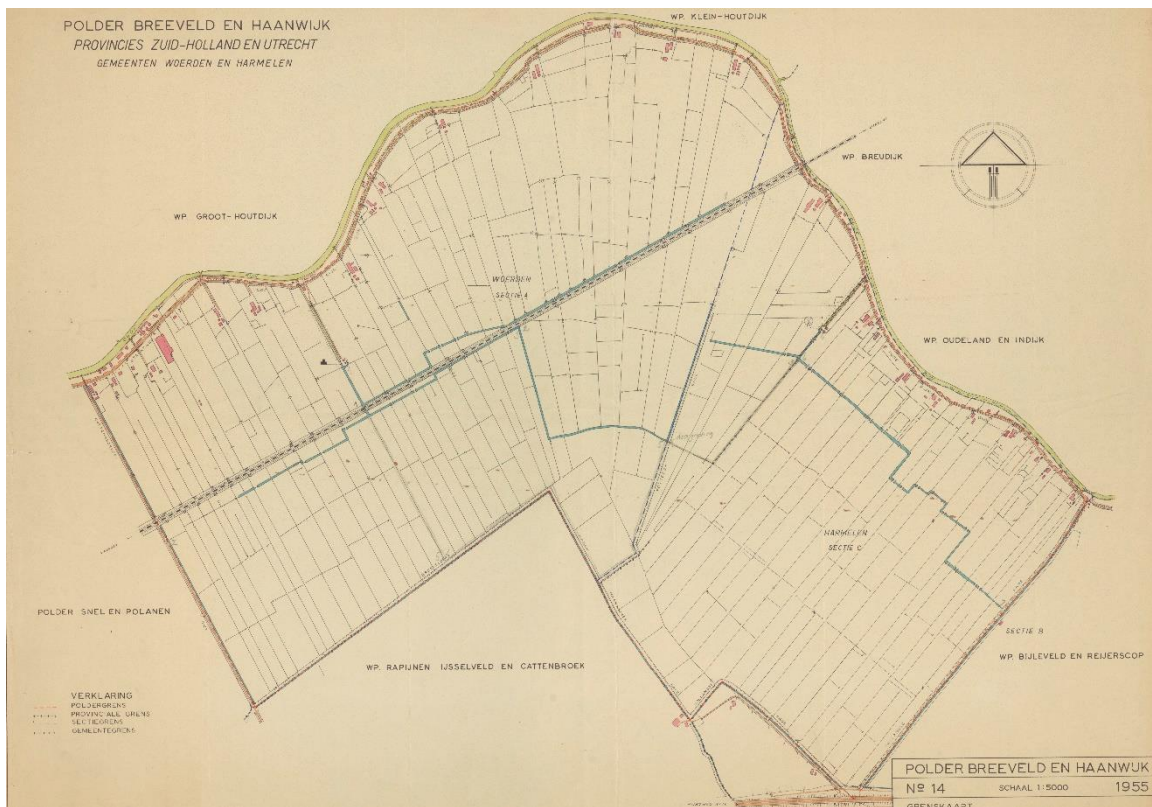 POLDER BREEVELD EN HAANWIJK
PROVINCIES ZUID-HOLLAND EN UTRECHT
GEMEENTEN WOERDEN EN HARMELEN
WP. KLEIN-HOUTDIJK
WP. BREUDIJK
WP. GROOT-HOUTDIJK
WOERDEN
SECTIE A
WP. OUDELAND EN INDIJK
HARMELEN
SECTIE C
POLDER SNEL EN POLANEN
SECTIE B
WP. BIJLEVELD EN REIJERSCOP
WP. RAPIJNEN IJSSELVELD EN CATTENBROEK
VERKLARING
POLDERGRENS
PROVINCIALE GRENS
SECTIEGRENS
GEMEENTEGRENS
POLDER BREEVELD EN HAANWIJK
Nº 14 SCHAAL 1:5000 1955
GRENSKAART